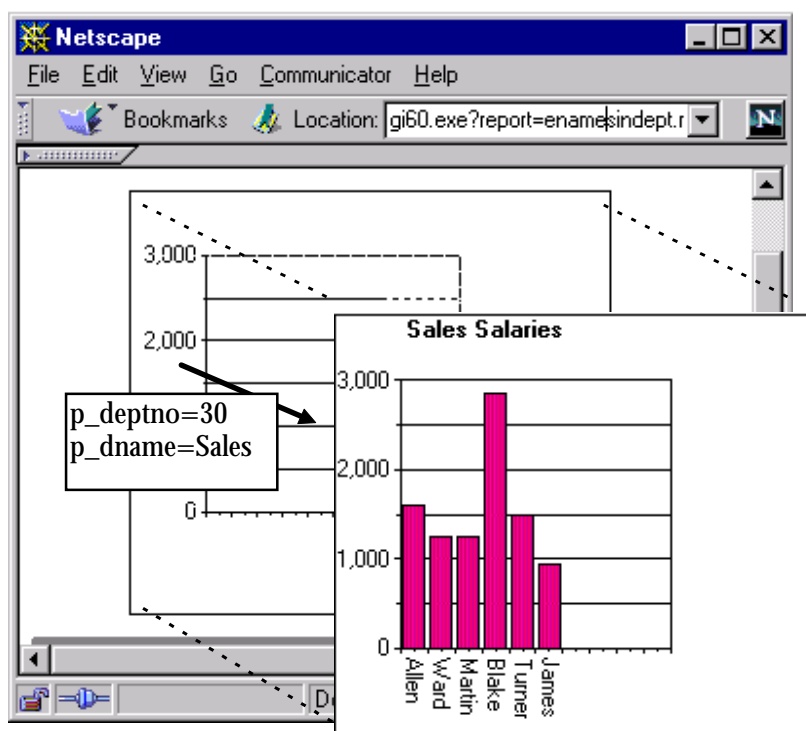 Netscape
File Edit View Go Communicator Help
Bookmarks Location: gi60.exe?report=enamesindept.r
N
3,000
2,000
0
p_deptno=30
p_dname=Sales
Sales Salaries
3,000
2,000
1,000
0
Allen
Ward
Martin
Blake
Turner
James